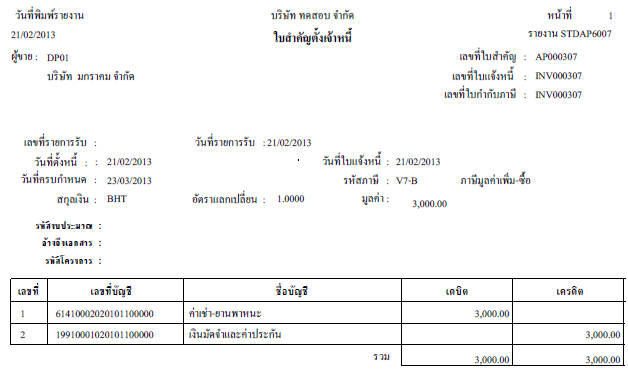 วันที่พิมพ์รายงาน บริษัท ทดสอบ จำกัด หน้าที่ 1
21/02/2013 ใบสำคัญตั้งเจ้าหนี้ รายงาน STDAP6007
ผู้ขาย : DP01 เลขที่ใบสำคัญ : AP000307
บริษัท มกราคม จำกัด เลขที่ใบแจ้งหนี้ : INV000307
เลขที่ใบกำกับภาษี : INV000307
เลขที่รายการรับ : วันที่รายการรับ : 21/02/2013
วันที่ตั้งหนี้ : : 21/02/2013 วันที่ใบแจ้งหนี้ : 21/02/2013
วันที่ครบกำหนด : 23/03/2013 รหัสภาษี : V7-B ภาษีมูลค่าเพิ่ม-ซื้อ
สกุลเงิน : BHT อัตราแลกเปลี่ยน : 1.0000 มูลค่า : 3,000.00
รหัสงบประมาณ :
อ้างอิงเอกสาร :
รหัสโครงการ :
เลขที่ เลขที่บัญชี ชื่อบัญชี เดบิต เครดิต
1 61410002020101100000 ค่าเช่า-ยานพาหนะ 3,000.00
2 19910001020101100000 เงินมัดจำและค่าประกัน 3,000.00
รวม 3,000.00 3,000.00